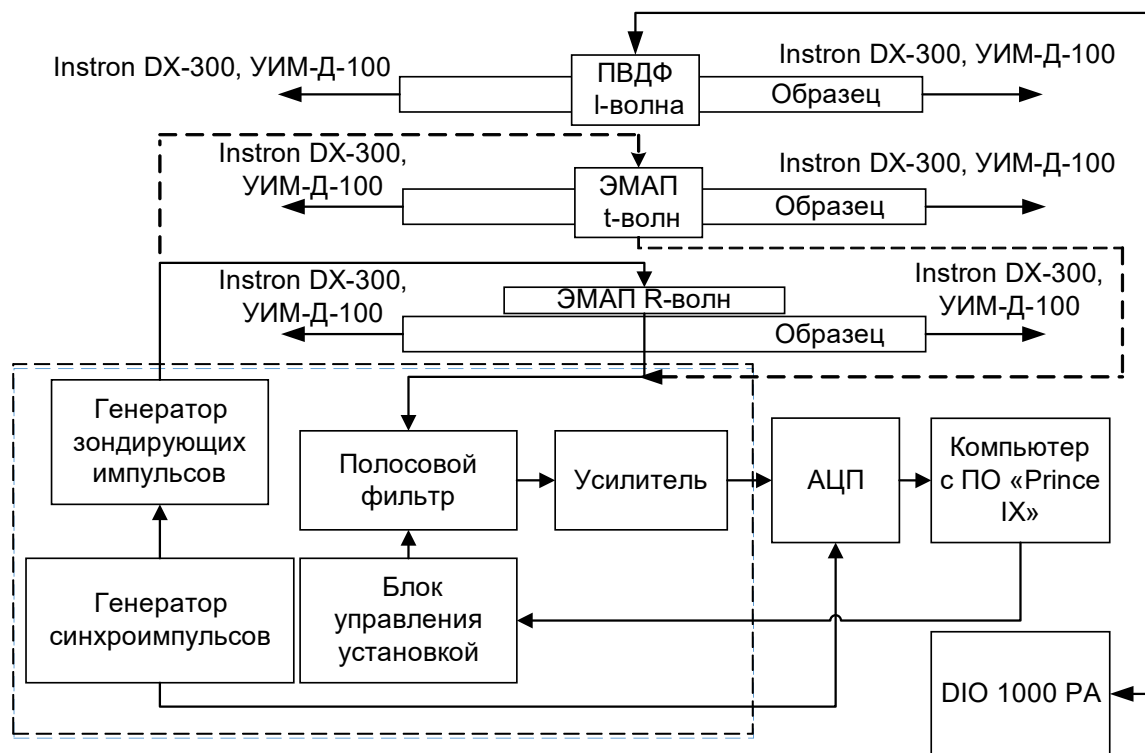 Instron DX-300, УИМ-Д-100
ПВДФ
l-волна
Instron DX-300, УИМ-Д-100
Образец
Instron DX-300,
УИМ-Д-100
ЭМАП
t-волн
Instron DX-300, УИМ-Д-100
Образец
Instron DX-300,
УИМ-Д-100
ЭМАП R-волн
Образец
Instron DX-300,
УИМ-Д-100
Генератор
зондирующих
импульсов
Полосовой
фильтр
Усилитель
АЦП
Компьютер
с ПО «Prince
IX»
Генератор
синхроимпульсов
Блок
управления
установкой
DIO 1000 PA